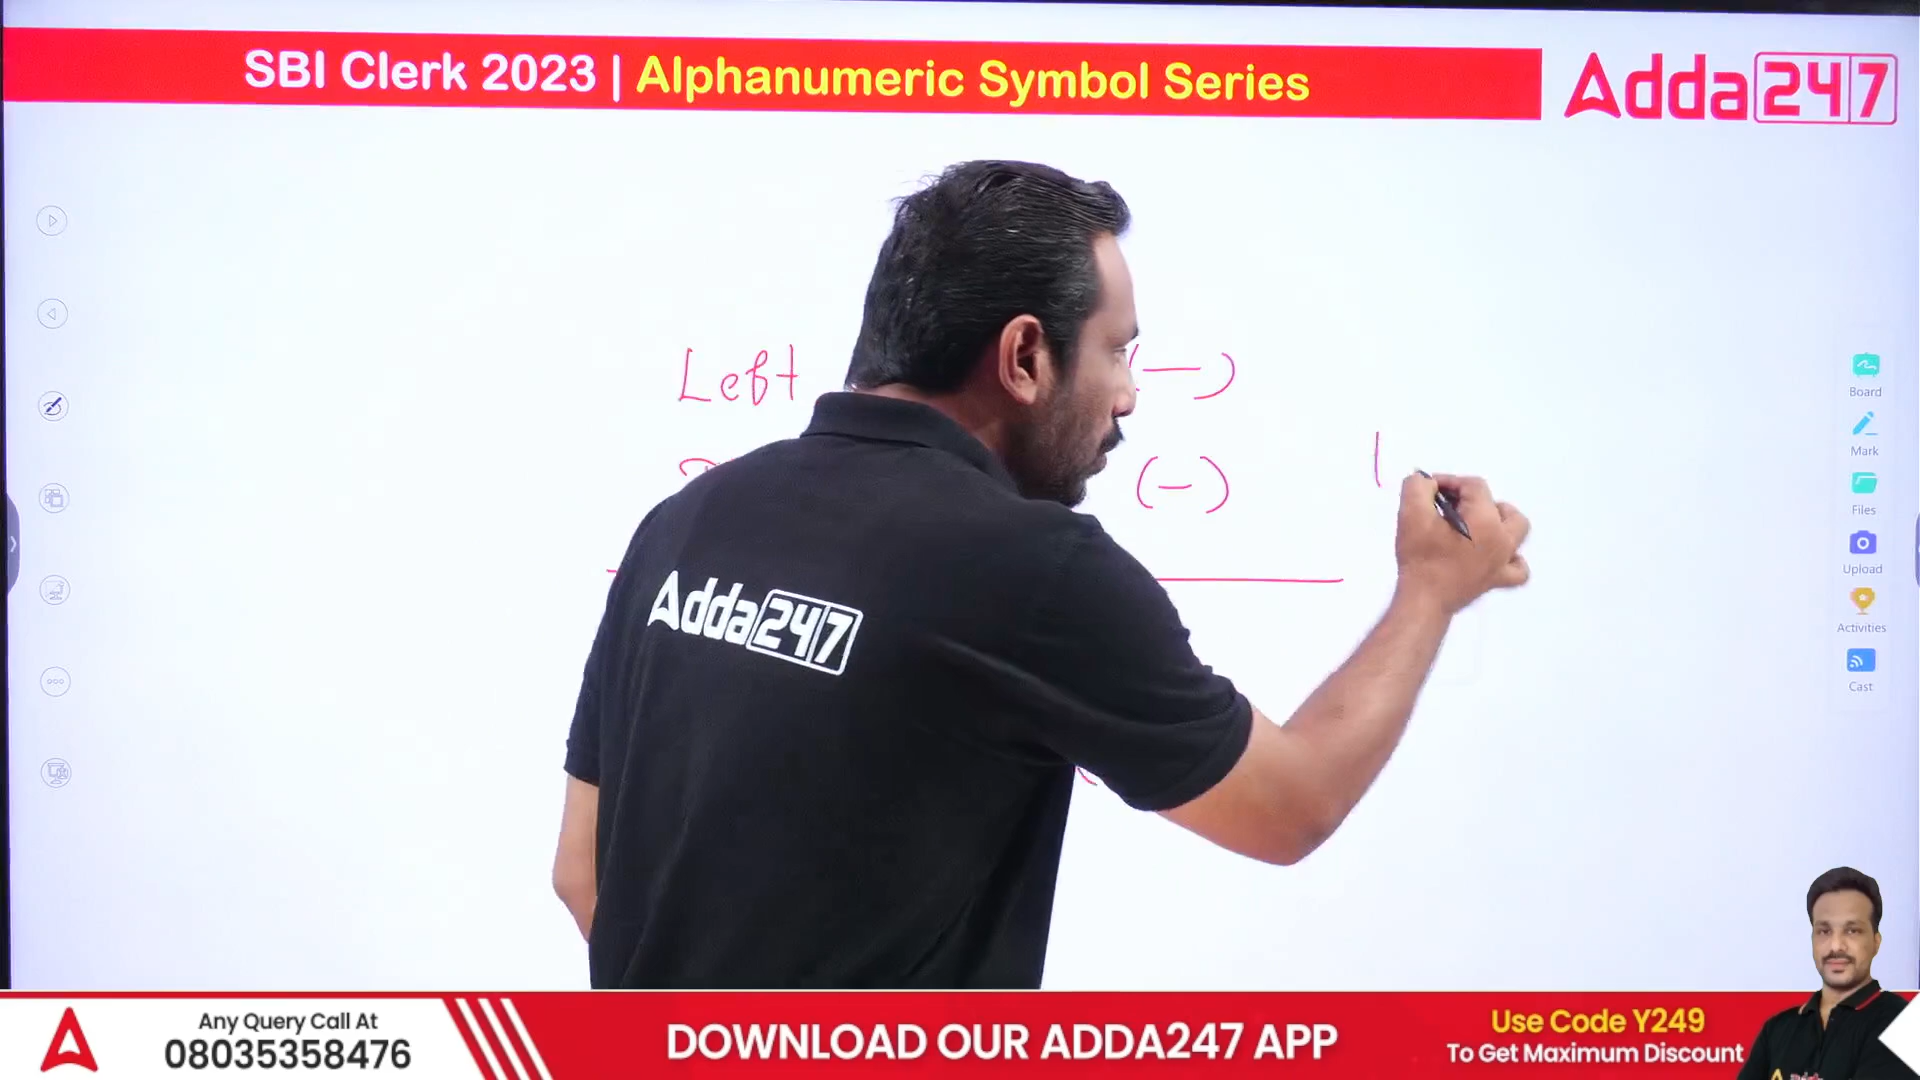 SBI Clerk 2023 | Alphanumeric Symbol Series
Adda247
Left (—)
(-)
Board
Mark
Files
Upload
Activities
Cast
Adda247
Any Query Call At
08035358476
DOWNLOAD OUR ADDA247 APP
Use Code Y249
To Get Maximum Discount